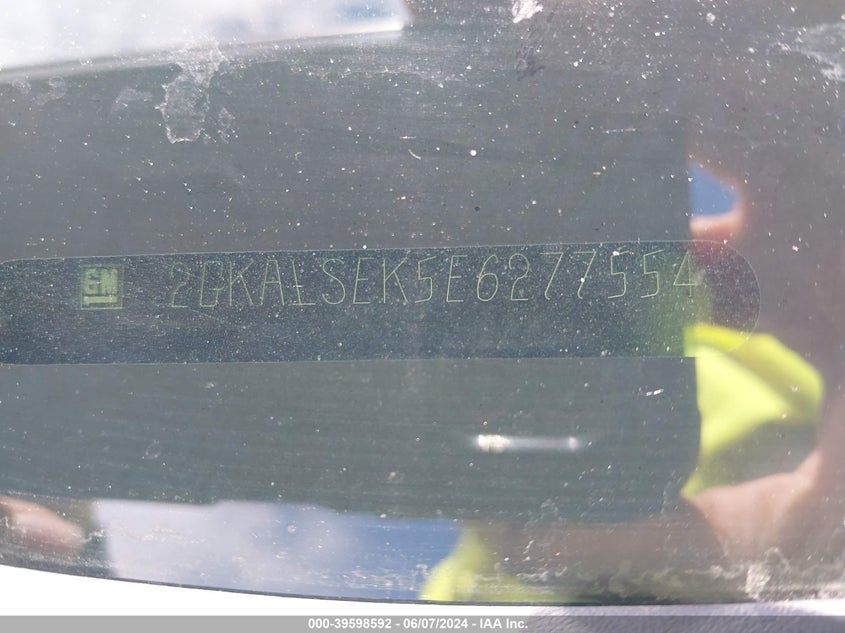 GM 2GKALSEK5E6277554
000-39598592 - 06/07/2024 - IAA Inc.